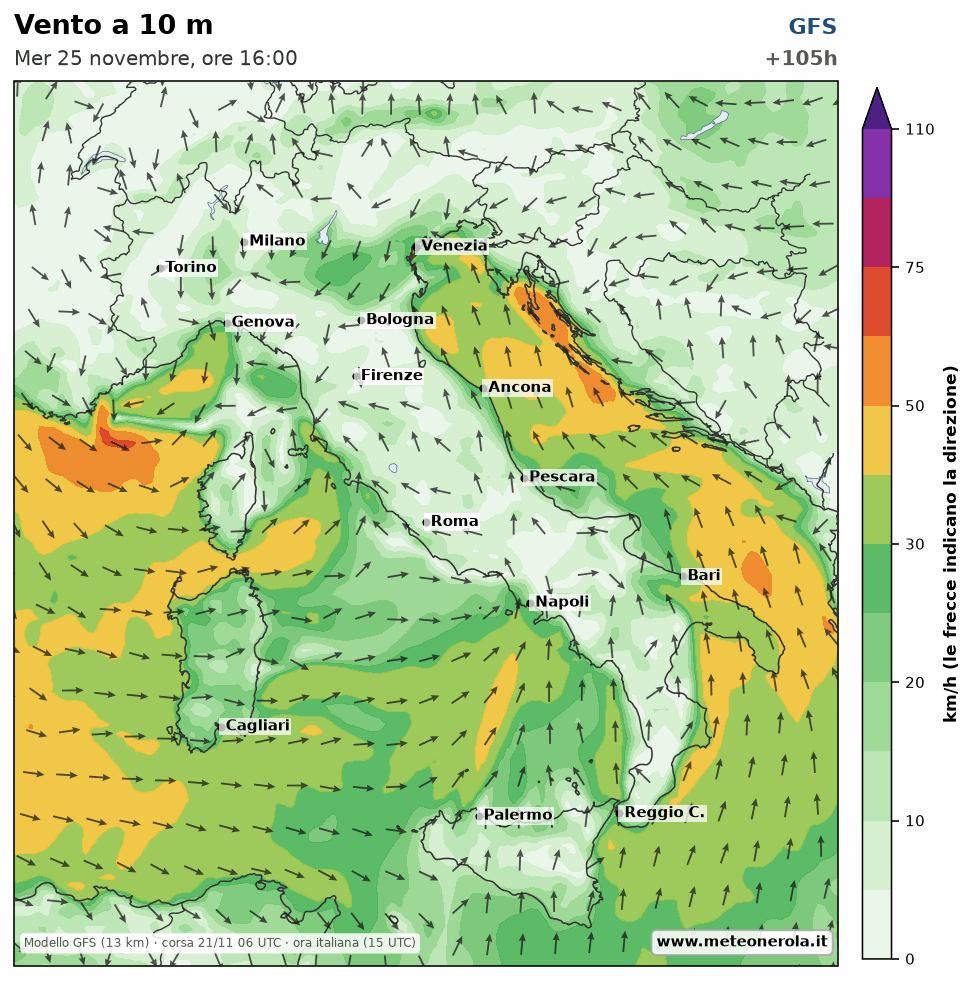 Vento a 10 m
GFS
Mer 25 novembre, ore 16:00
+105h
110
75
50
30
20
10
0
km/h (le frecce indicano la direzione)
Milano
Venezia
Torino
Genova
Bologna
Firenze
Ancona
Pescara
Roma
Bari
Napoli
Cagliari
Palermo
Reggio C.
Modello GFS (13 km) · corsa 21/11 06 UTC · ora italiana (15 UTC)
www.meteonerola.it